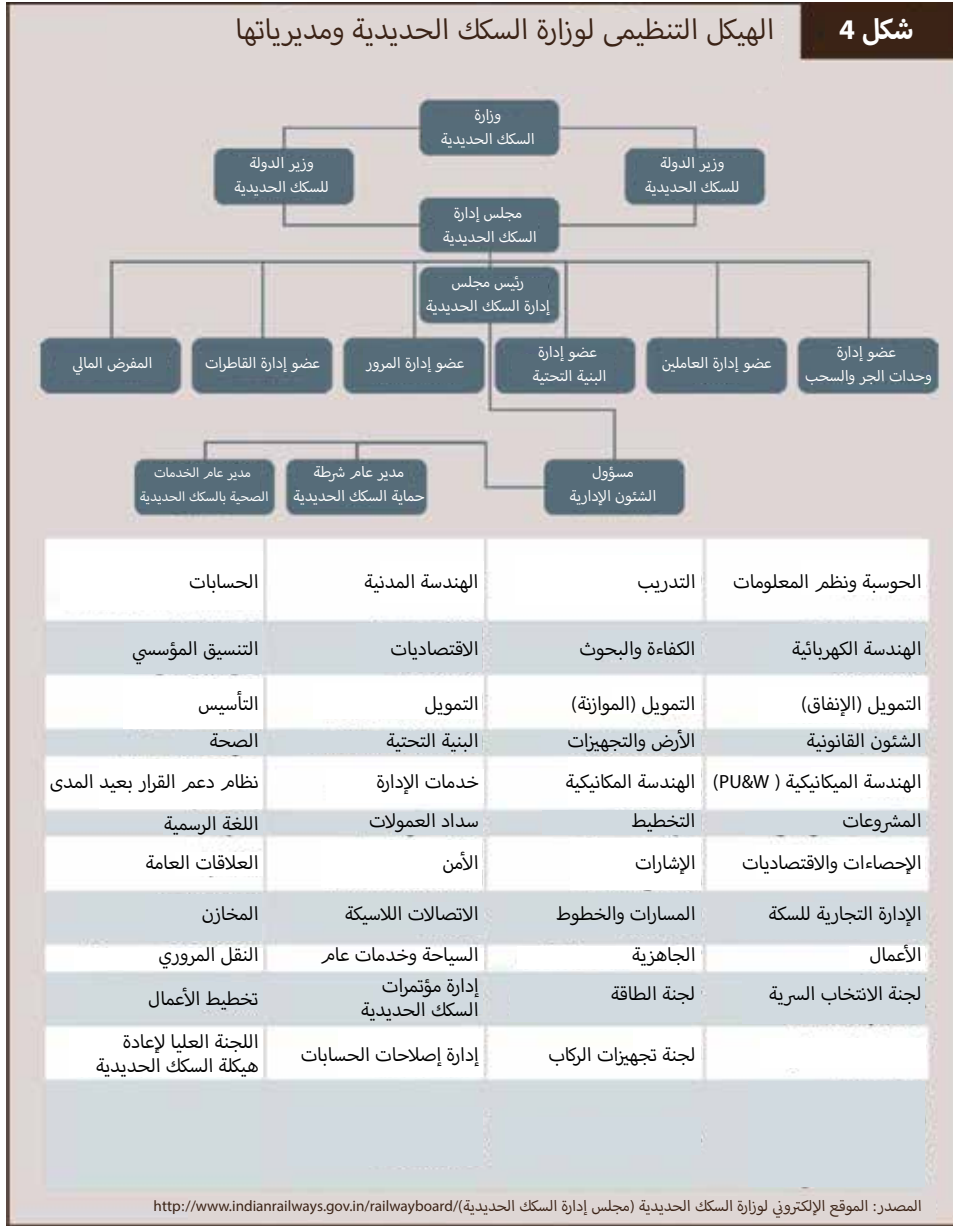 شكل 4
الهيكل التنظيمى لوزارة السكك الحديدية ومديرياتها
وزارة
السكك الحديدية
وزير الدولة
للسكك الحديدية
وزير الدولة
للسكك الحديدية
مجلس إدارة
السكك الحديدية
رئيس مجلس
إدارة السكك الحديدية
عضو إدارة
وحدات الجر والسحب
عضو إدارة العاملين
عضو إدارة
البنية التحتية
عضو إدارة المرور
عضو إدارة القاطرات
المفرض المالي
مسؤول
الشئون الإدارية
مدير عام شرطة
حماية السكك الحديدية
مدير عام الخدمات
الصحية بالسكك الحديدية
الحوسبة ونظم المعلومات
التدريب
الهندسة المدنية
الحسابات
الهندسة الكهربائية
الكفاءة والبحوث
الاقتصاديات
التنسيق المؤسسي
التمويل (الإنفاق)
التمويل (الموازنة)
التمويل
التأسيس
الشئون القانونية
الأرض والتجهيزات
البنية التحتية
الصحة
الهندسة الميكانيكية ( PU&W)
الهندسة المكانيكية
خدمات الإدارة
نظام دعم القرار بعيد المدى
المشروعات
التخطيط
سداد العمولات
اللغة الرسمية
الإحصاءات والاقتصاديات
الإشارات
الأمن
العلاقات العامة
الإدارة التجارية للسكة
المسارات والخطوط
الاتصالات اللاسيكة
المخازن
الأعمال
الجاهزية
السياحة وخدمات عام
النقل المروري
لجنة الانتخاب السرية
لجنة الطاقة
إدارة مؤتمرات
السكك الحديدية
تخطيط الأعمال
لجنة تجهيزات الركاب
إدارة إصلاحات الحسابات
اللجنة العليا لإعادة
هيكلة السكك الحديدية
المصدر: الموقع الإلكتروني لوزارة السكك الحديدية (مجلس إدارة السكك الحديدية)/http://www.indianrailways.gov.in/railwayboard